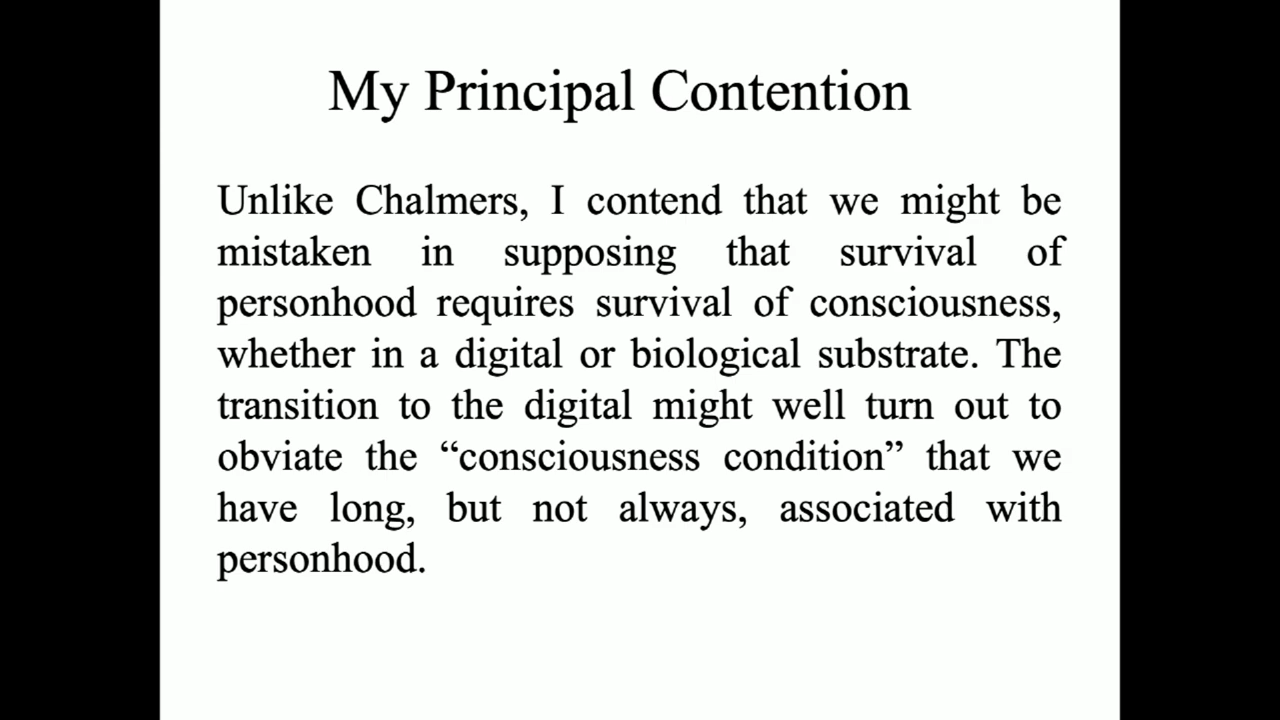 My Principal Contention
Unlike Chalmers, I contend that we might be
mistaken in supposing that survival of
personhood requires survival of consciousness,
whether in a digital or biological substrate. The
transition to the digital might well turn out to
obviate the “consciousness condition” that we
have long, but not always, associated with
personhood.